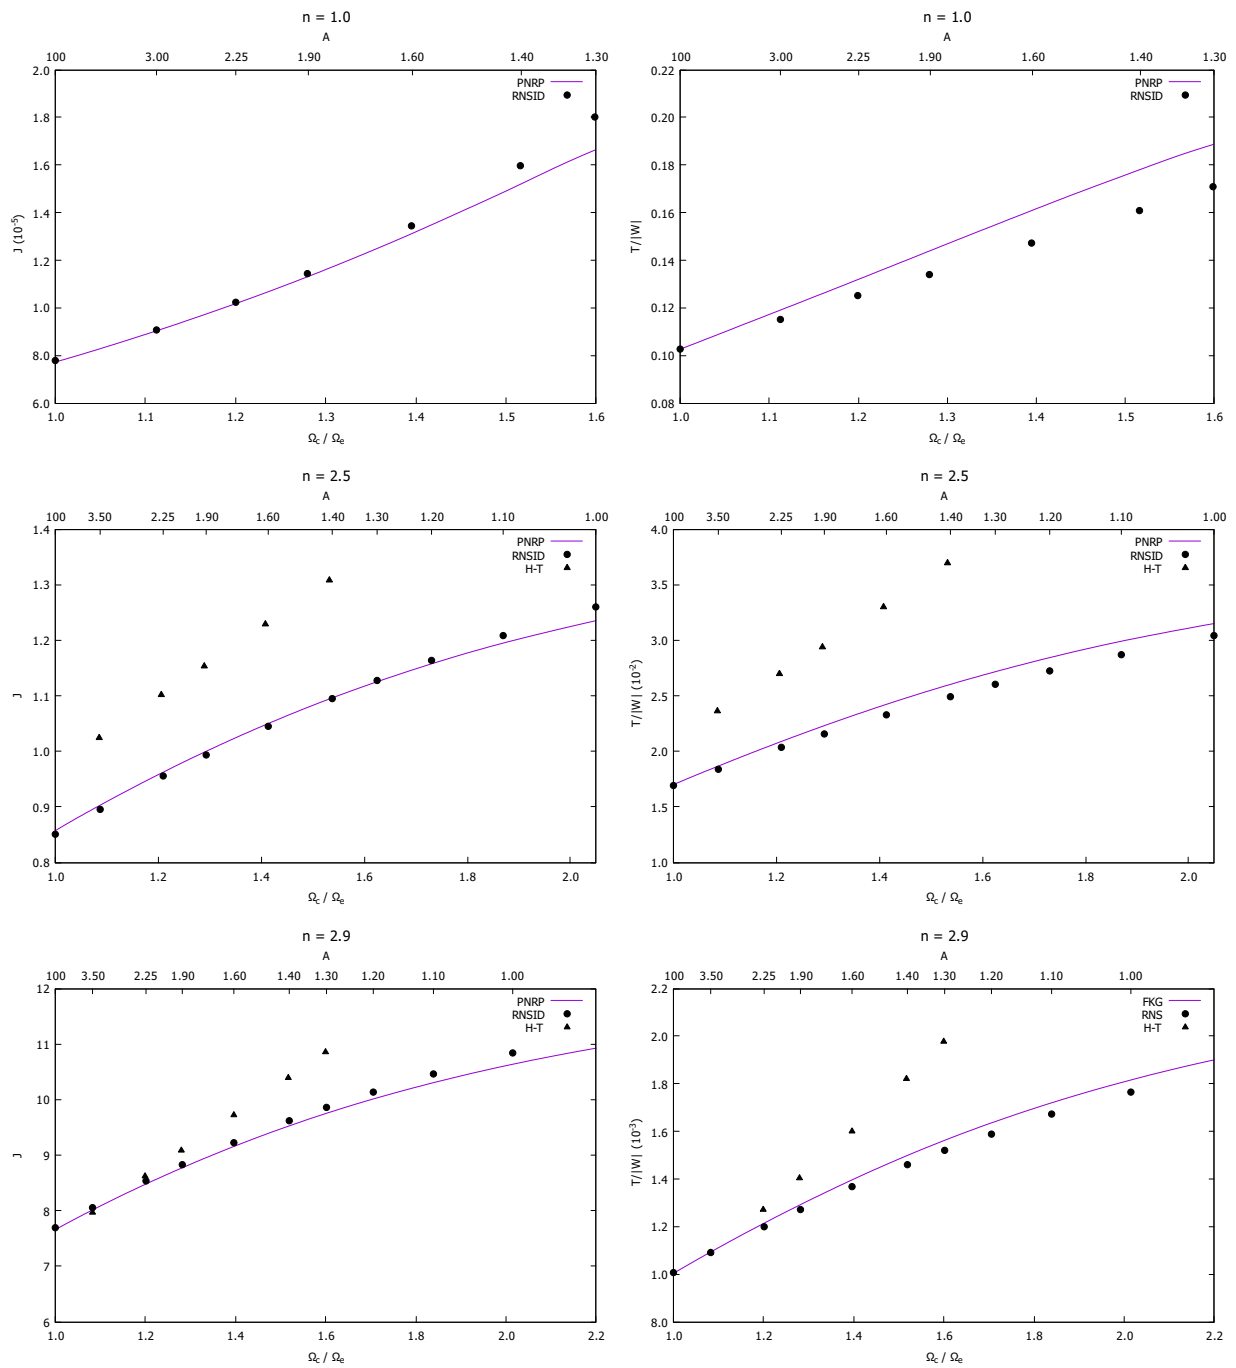 n = 1.0
A
100 3.00 2.25 1.90 1.60 1.40 1.30
2.0
1.8
1.6
1.4
1.2
1.0
8.0
6.0
J (10⁻⁵)
PNRP
RNSID
1.0 1.1 1.2 1.3 1.4 1.5 1.6
Ωc / Ωe
n = 1.0
A
100 3.00 2.25 1.90 1.60 1.40 1.30
0.22
0.20
0.18
0.16
0.14
0.12
0.10
0.08
T/|W|
PNRP
RNSID
1.0 1.1 1.2 1.3 1.4 1.5 1.6
Ωc / Ωe
n = 2.5
A
100 3.50 2.25 1.90 1.60 1.40 1.30 1.20 1.10 1.00
1.4
1.3
1.2
1.1
1.0
0.9
0.8
J
PNRP
RNSID
H-T
1.0 1.2 1.4 1.6 1.8 2.0
Ωc / Ωe
n = 2.5
A
100 3.50 2.25 1.90 1.60 1.40 1.30 1.20 1.10 1.00
4.0
3.5
3.0
2.5
2.0
1.5
1.0
T/|W| (10⁻²)
PNRP
RNSID
H-T
1.0 1.2 1.4 1.6 1.8 2.0
Ωc / Ωe
n = 2.9
A
100 3.50 2.25 1.90 1.60 1.40 1.30 1.20 1.10 1.00
12
11
10
9
8
7
6
J
PNRP
RNSID
H-T
1.0 1.2 1.4 1.6 1.8 2.0 2.2
Ωc / Ωe
n = 2.9
A
100 3.50 2.25 1.90 1.60 1.40 1.30 1.20 1.10 1.00
2.2
2.0
1.8
1.6
1.4
1.2
1.0
0.8
T/|W| (10⁻³)
FKG
RNS
H-T
1.0 1.2 1.4 1.6 1.8 2.0 2.2
Ωc / Ωe